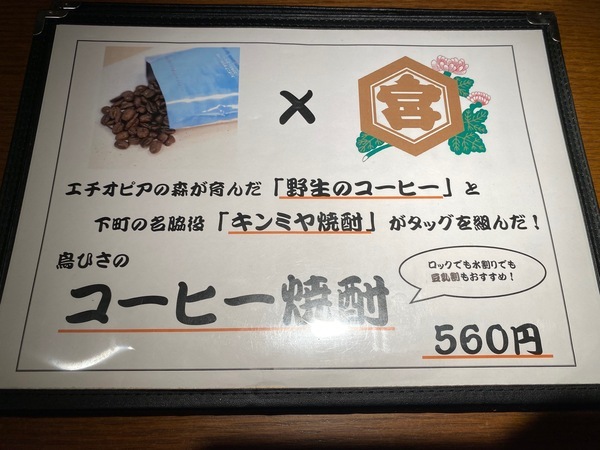 ×
宮
エチオピアの森が育んだ「野生のコーヒー」と
下町の名脇役「キンミヤ焼酎」がタッグを組んだ！
鳥ひさの
コーヒー焼酎
ロックでも水割りでも
豆乳割もおすすめ！
560円